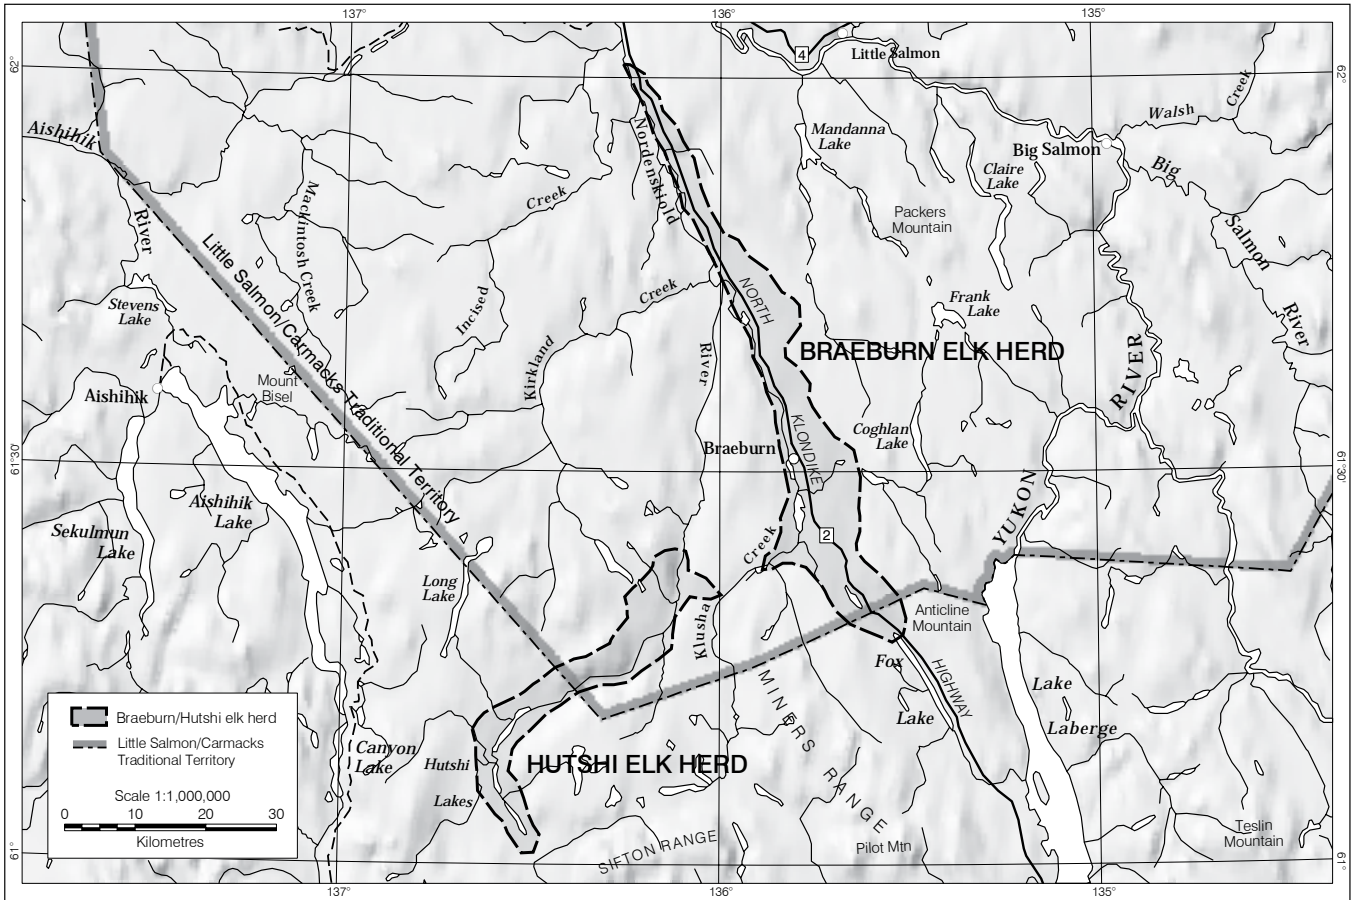 137°
136°
135°
62°
62°
4
Little Salmon
Walsh
Creek
Aishihik
River
Mandanna
Lake
Big Salmon
Claire
Lake
Big
Salmon
River
Nordenskiold
River
Creek
Mackintosh Creek
Packers
Mountain
Little Salmon/Carmacks Traditional Territory
Stevens
Lake
Incised
Creek
Kirkland
NORTH
Frank
Lake
BRAEBURN ELK HERD
RIVER
Mount
Bisel
Aishihik
Braeburn
KLONDIKE
Coghlan
Lake
61°30'
61°30'
Aishihik
Lake
YUKON
Sekulmun
Lake
2
Creek
Long
Lake
Klusha
Anticline
Mountain
Fox
Lake
HIGHWAY
Lake
Laberge
MINERS RANGE
Braeburn/Hutshi elk herd
Little Salmon/Carmacks
Traditional Territory
Scale 1:1,000,000
0 10 20 30
Kilometres
Canyon
Lake
Hutshi
Lakes
HUTSHI ELK HERD
SIFTON RANGE
Pilot Mtn
Teslin
Mountain
61°
61°
137°
136°
135°